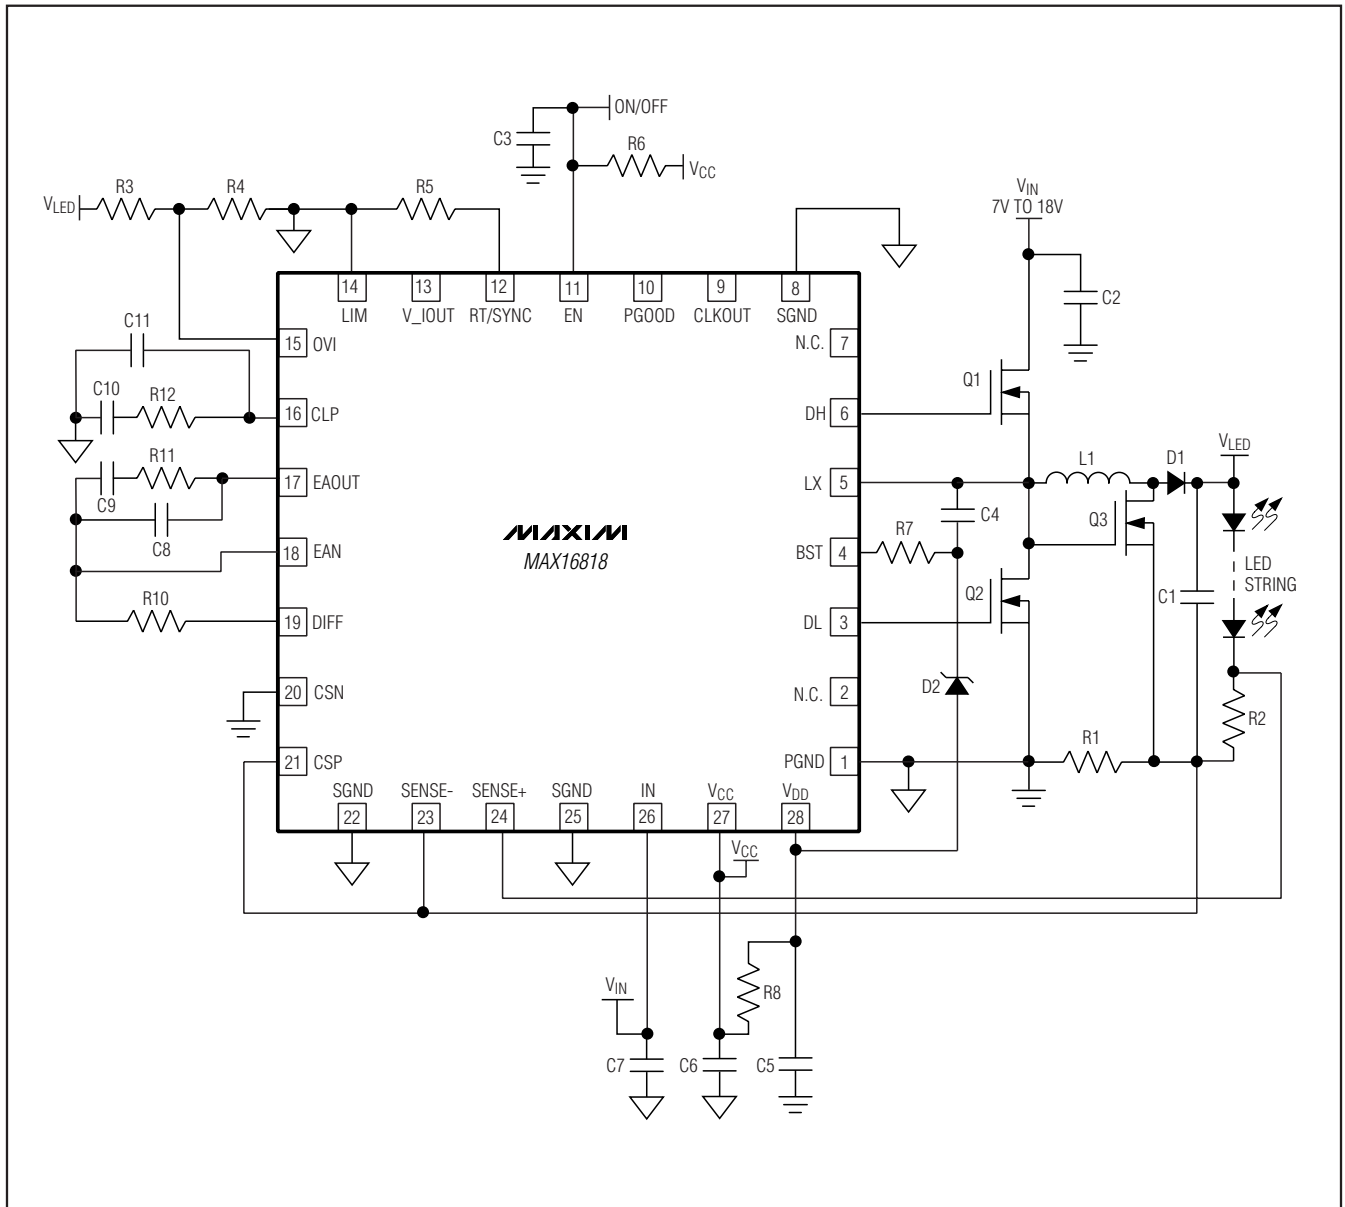 ON/OFF
C3
R6
VCC
R3
R4
R5
VLED
VIN
7V TO 18V
C2
14
13
12
11
10
9
8
LIM
V_IOUT
RT/SYNC
EN
PGOOD
CLKOUT
SGND
C11
15
OVI
N.C.
7
C10
R12
16
CLP
DH
6
Q1
R11
C9
C8
17
EAOUT
LX
5
L1
D1
VLED
C4
Q3
MAXIM
MAX16818
R7
18
EAN
BST
4
LED
STRING
C1
R10
19
DIFF
DL
3
Q2
20
CSN
N.C.
2
D2
R2
21
CSP
PGND
1
R1
SGND
SENSE-
SENSE+
SGND
IN
VCC
VDD
22
23
24
25
26
27
28
VCC
VIN
R8
C7
C6
C5